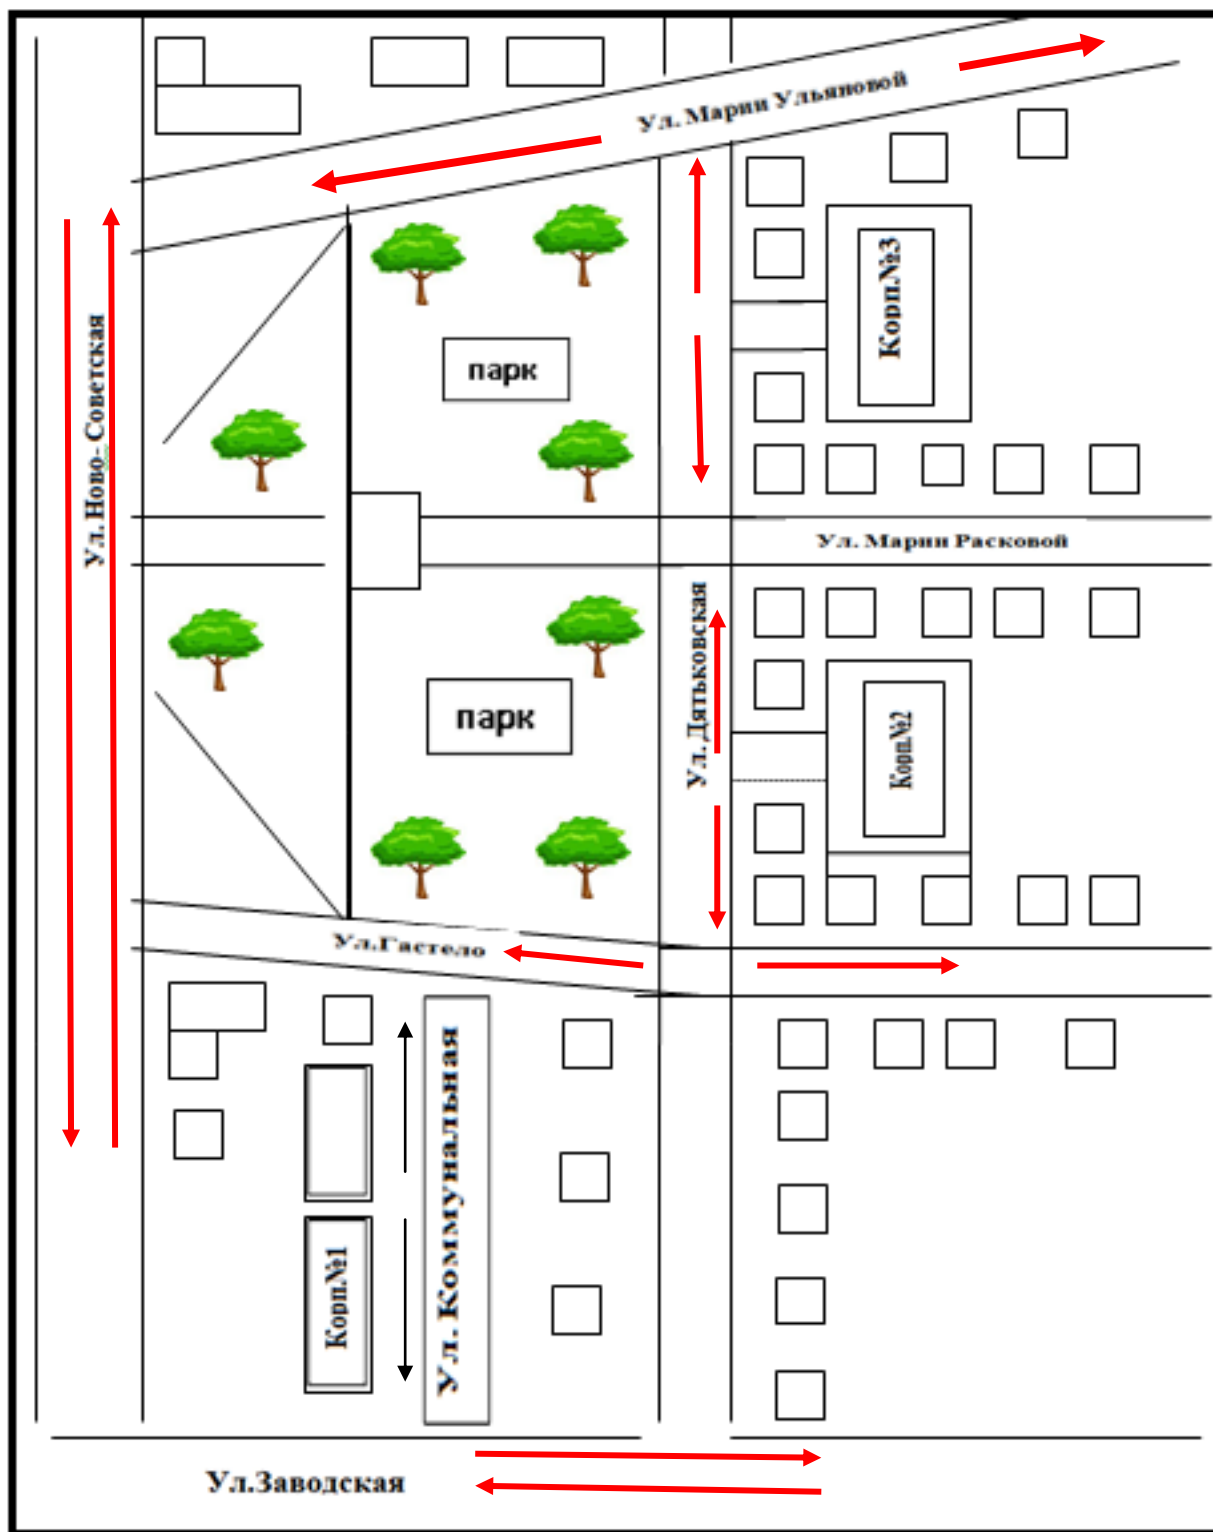 Ул. Марии Ульяновой
Корп.№3
парк
Ул. Ново- Советская
Ул. Марии Расковой
Ул. Дятьковская
Корп.№2
парк
Ул.Гастело
Ул. Коммунальная
Корп.№1
Ул.Заводская